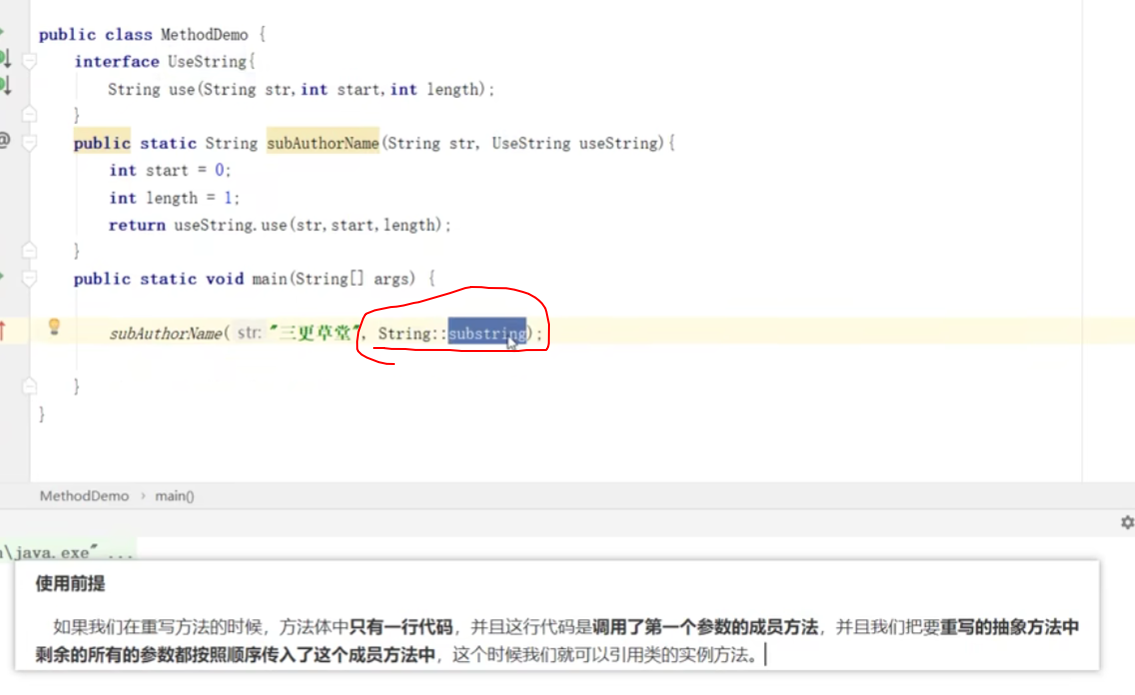 public class MethodDemo {
interface UseString{
String use(String str,int start,int length);
}
public static String subAuthorName(String str, UseString useString){
int start = 0;
int length = 1;
return useString.use(str,start,length);
}
public static void main(String[] args) {
subAuthorName( str: "三更草堂", String::substring);
}
}
MethodDemo › main()
\java.exe" ...
使用前提
如果我们在重写方法的时候，方法体中只有一行代码，并且这行代码是调用了第一个参数的成员方法，并且我们把要重写的抽象方法中
剩余的所有的参数都按照顺序传入了这个成员方法中，这个时候我们就可以引用类的实例方法。